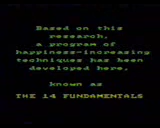 Based on this
research,
a program of
happiness-increasing
techniques has been
developed here,
known as
THE 14 FUNDAMENTALS